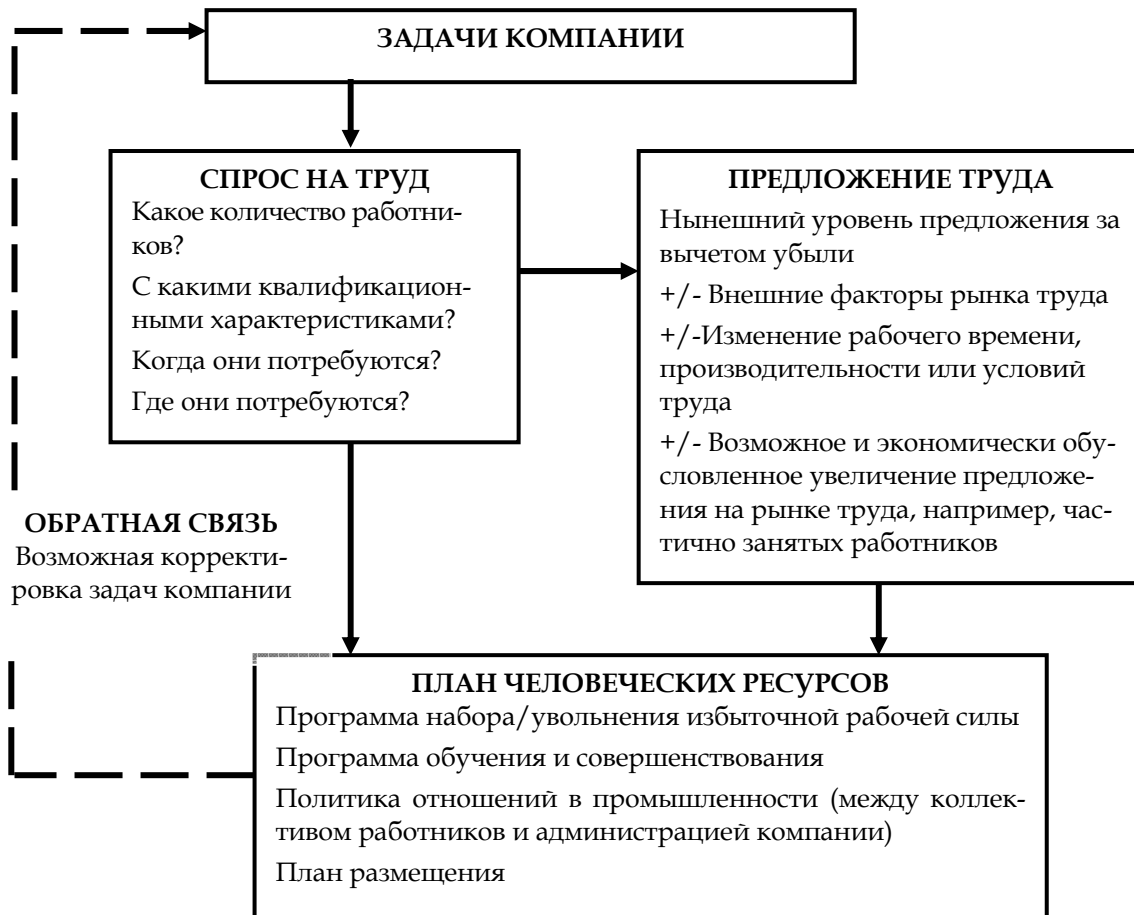 ЗАДАЧИ КОМПАНИИ
СПРОС НА ТРУД
Какое количество работни-
ков?
С какими квалификацион-
ными характеристиками?
Когда они потребуются?
Где они потребуются?
ПРЕДЛОЖЕНИЕ ТРУДА
Нынешний уровень предложения за
вычетом убыли
+/- Внешние факторы рынка труда
+/-Изменение рабочего времени,
производительности или условий
труда
+/- Возможное и экономически обу-
словленное увеличение предложе-
ния на рынке труда, например, час-
тично занятых работников
ОБРАТНАЯ СВЯЗЬ
Возможная корректи-
ровка задач компании
ПЛАН ЧЕЛОВЕЧЕСКИХ РЕСУРСОВ
Программа набора/увольнения избыточной рабочей силы
Программа обучения и совершенствования
Политика отношений в промышленности (между коллек-
тивом работников и администрацией компании)
План размещения